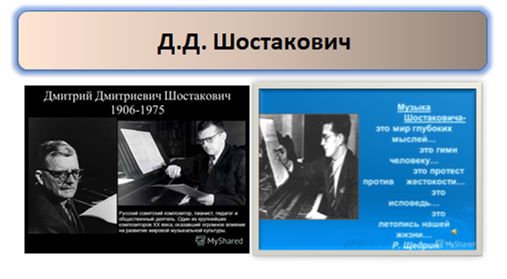 Д.Д. Шостакович
Дмитрий Дмитриевич Шостакович
1906-1975
Русский советский композитор, пианист, педагог и
общественный деятель. Один из крупнейших
композиторов XX века, оказавший огромное влияние
на развитие мировой музыкальной культуры.
MyShared
Музыка
Шостаковича-
это мир глубоких
мыслей...
это гимн
человеку...
это протест
против жестокости...
это
исповедь...
это
летопись нашей
жизни...
Р. Щедрин
MyShared